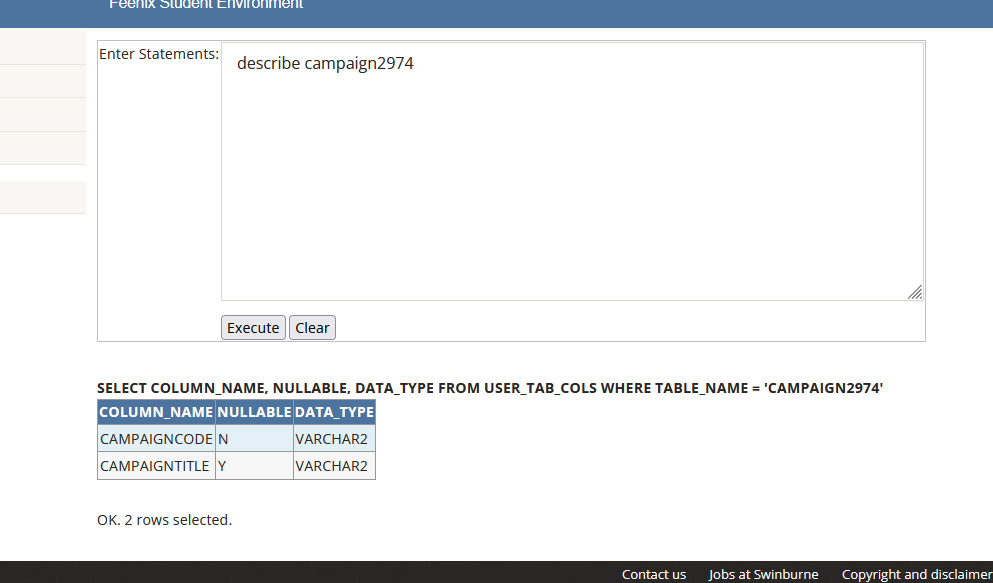 Feenix Student Environment
Enter Statements:
describe campaign2974
Execute Clear
SELECT COLUMN_NAME, NULLABLE, DATA_TYPE FROM USER_TAB_COLS WHERE TABLE_NAME = 'CAMPAIGN2974'
COLUMN_NAME NULLABLE DATA_TYPE
CAMPAIGNCODE N VARCHAR2
CAMPAIGNTITLE Y VARCHAR2
OK. 2 rows selected.
Contact us Jobs at Swinburne Copyright and disclaimer